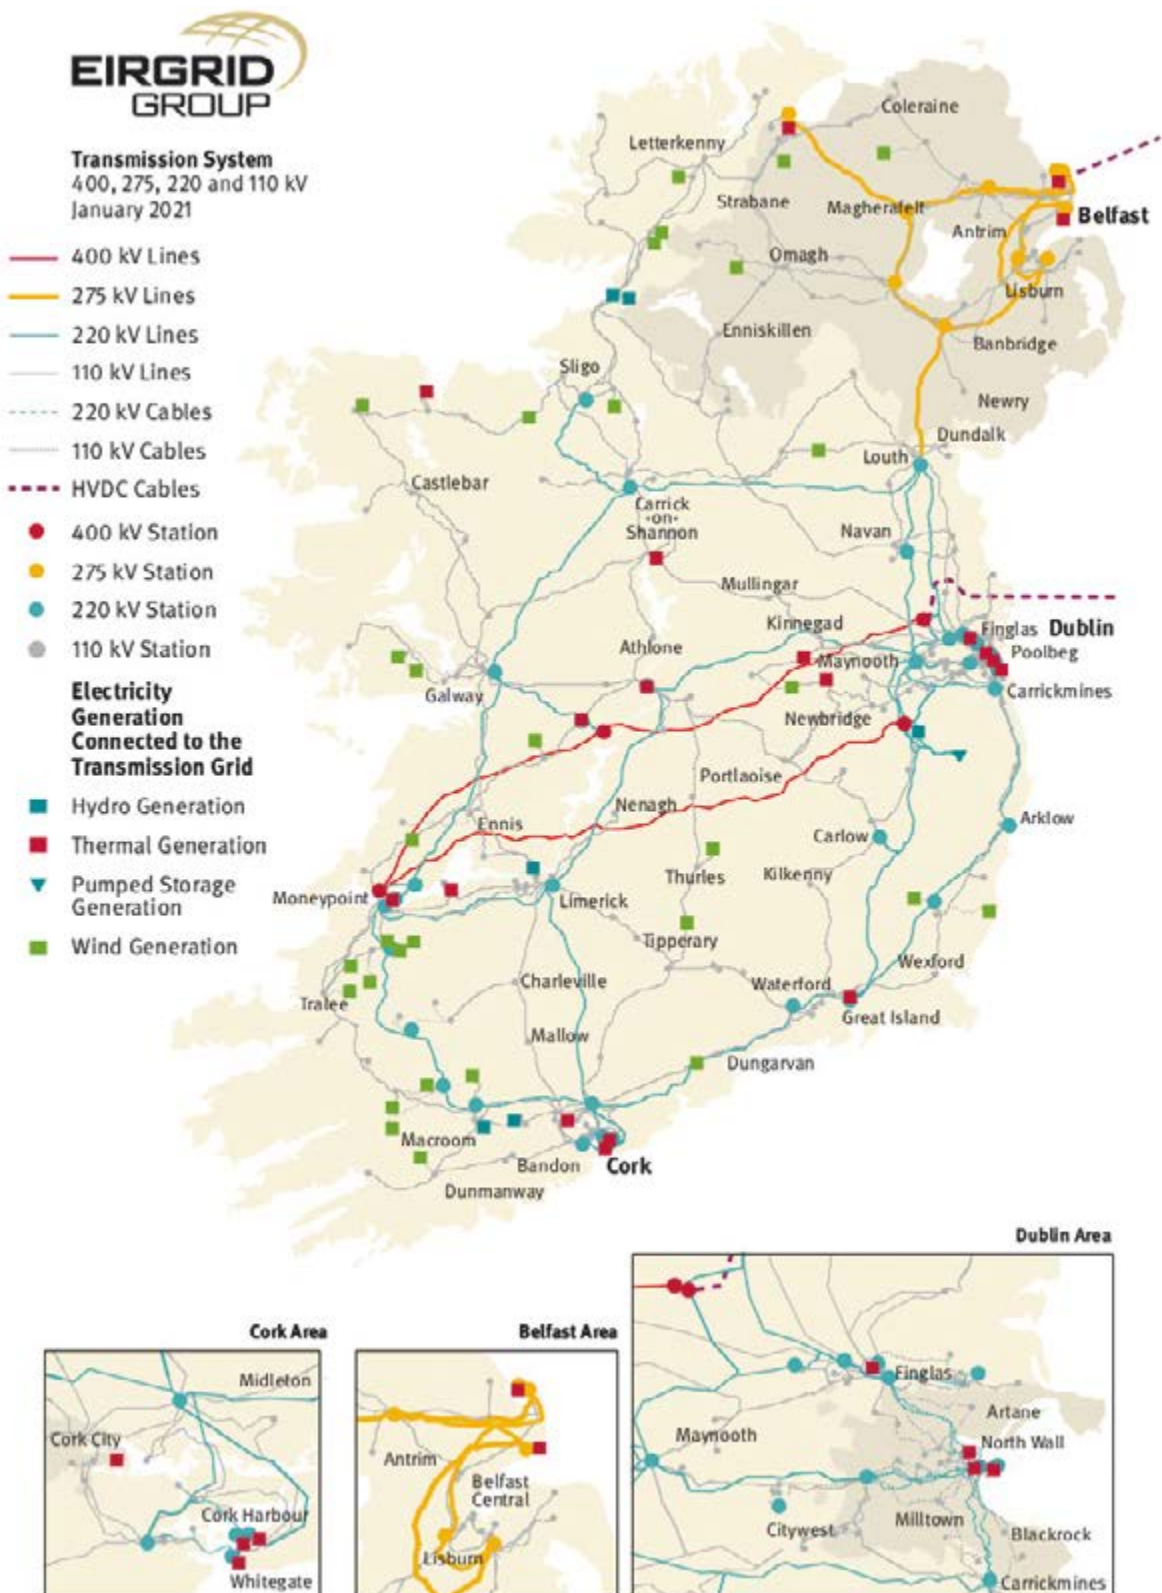 EIRGRID
GROUP
Transmission System
400, 275, 220 and 110 kV
January 2021
400 kV Lines
275 kV Lines
220 kV Lines
110 kV Lines
220 kV Cables
110 kV Cables
HVDC Cables
400 kV Station
275 kV Station
220 kV Station
110 kV Station
Electricity
Generation
Connected to the
Transmission Grid
Hydro Generation
Thermal Generation
Pumped Storage
Generation
Wind Generation
Coleraine
Letterkenny
Strabane
Magherafelt
Belfast
Antrim
Omagh
Lisburn
Enniskillen
Banbridge
Sligo
Newry
Dundalk
Louth
Castlebar
Carrick
-on-
Shannon
Navan
Mullingar
Kinnegad
Finglas
Dublin
Athlone
Maynooth
Poolbeg
Galway
Carrickmines
Newbridge
Portlaoise
Nenagh
Ennis
Arklow
Carlow
Thurles
Kilkenny
Moneypoint
Limerick
Tipperary
Wexford
Charleville
Waterford
Tralee
Great Island
Mallow
Dungarvan
Macroom
Bandon
Cork
Dunmanway
Dublin Area
Finglas
Artane
Maynooth
North Wall
Citywest
Milltown
Blackrock
Carrickmines
Cork Area
Midleton
Cork City
Cork Harbour
Whitegate
Belfast Area
Antrim
Belfast
Central
Lisburn